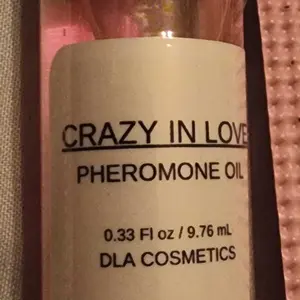 CRAZY IN LOVE
PHEROMONE OIL
0.33 Fl oz / 9.76 mL
DLA COSMETICS